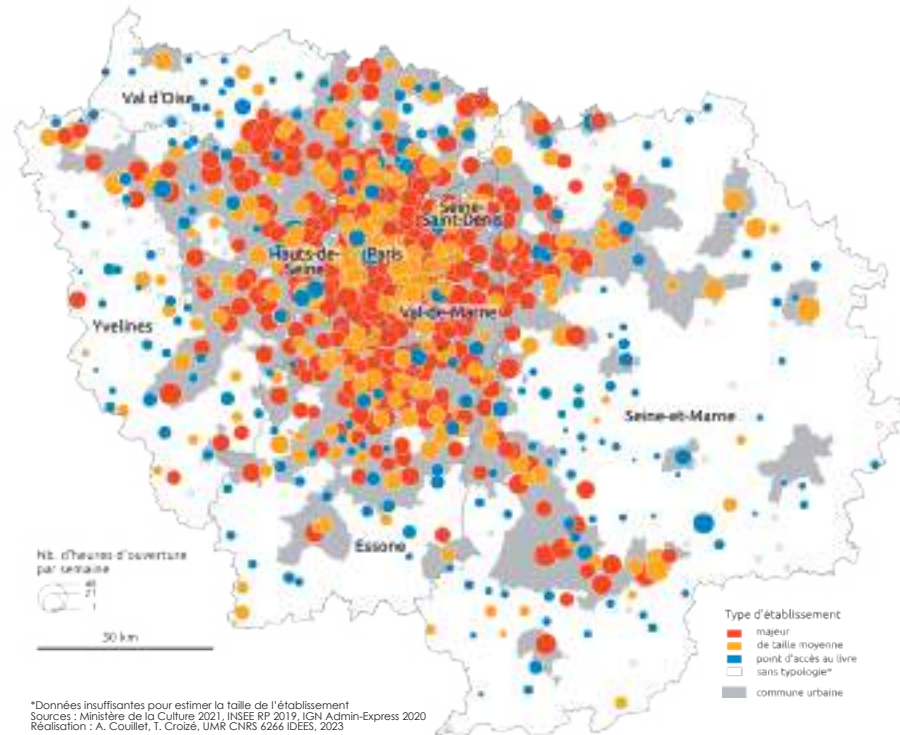 Val d'Oise
Seine-
Saint-Denis
Hauts-de-
Seine
Paris
Val-de-Marne
Yvelines
Seine-et-Marne
Essone
Nb. d'heures d'ouverture
par semaine
48
21
1
30 km
Type d'établissement
majeur
de taille moyenne
point d'accès au livre
sans typologie*
commune urbaine
*Données insuffisantes pour estimer la taille de l'établissement
Sources : Ministère de la Culture 2021, INSEE RP 2019, IGN Admin-Express 2020
Réalisation : A. Couillet, T. Croizé, UMR CNRS 6266 IDEES, 2023